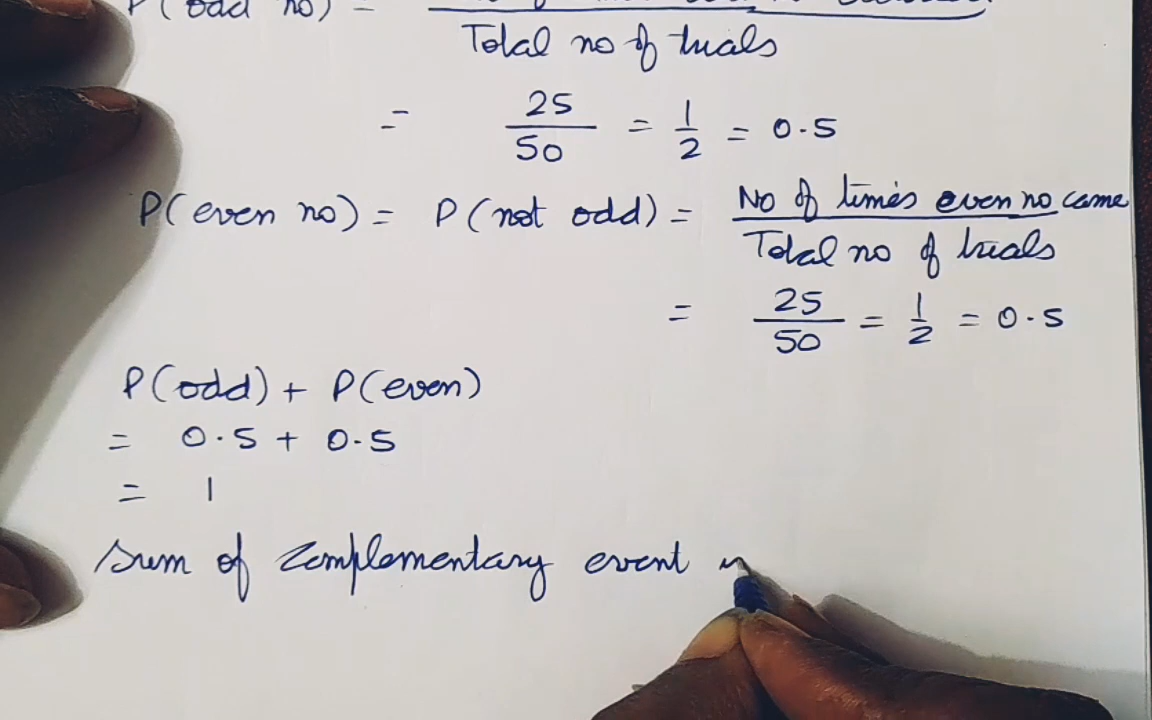 P(odd no) =
Total no of trials
= 25/50 = 1/2 = 0.5
P(even no) = P(not odd) = No of times even no came / Total no of trials
= 25/50 = 1/2 = 0.5
P(odd) + P(even)
= 0.5 + 0.5
= 1
Sum of complementary event